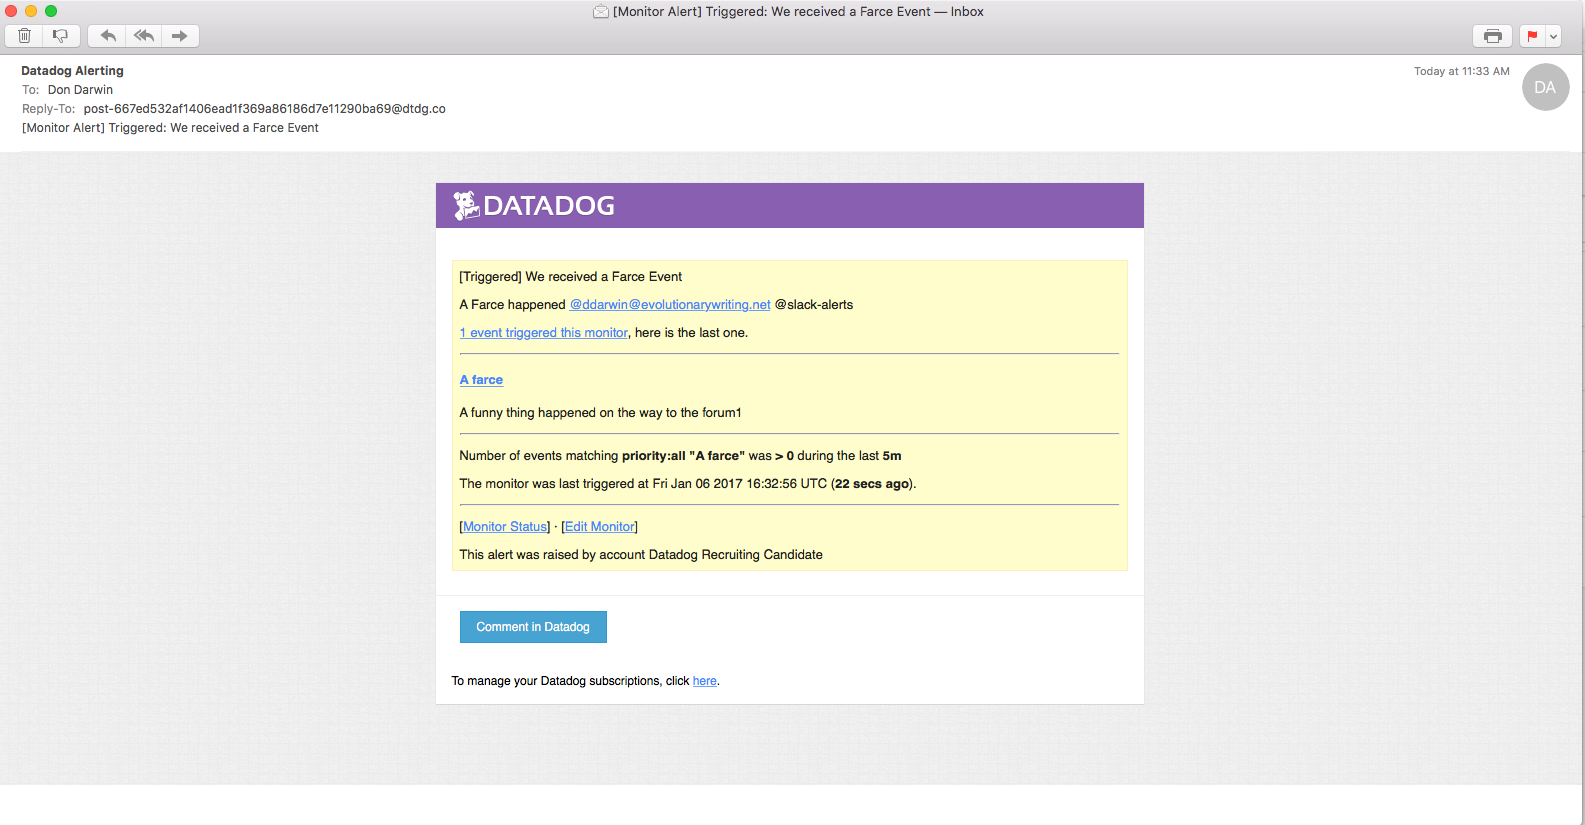 [Monitor Alert] Triggered: We received a Farce Event — Inbox
Datadog Alerting
Today at 11:33 AM
DA
To: Don Darwin
Reply-To: post-667ed532af1406ead1f369a86186d7e11290ba69@dtdg.co
[Monitor Alert] Triggered: We received a Farce Event
DATADOG
[Triggered] We received a Farce Event
A Farce happened @ddarwin@evolutionarywriting.net @slack-alerts
1 event triggered this monitor, here is the last one.
A farce
A funny thing happened on the way to the forum1
Number of events matching priority:all "A farce" was > 0 during the last 5m
The monitor was last triggered at Fri Jan 06 2017 16:32:56 UTC (22 secs ago).
[Monitor Status] · [Edit Monitor]
This alert was raised by account Datadog Recruiting Candidate
Comment in Datadog
To manage your Datadog subscriptions, click here.